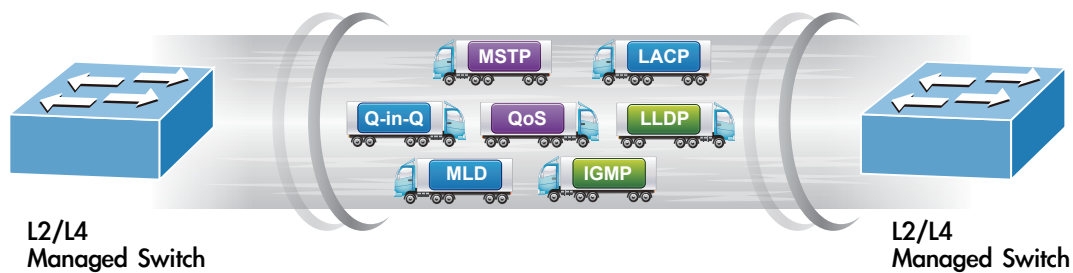 MSTP
LACP
Q-in-Q
QoS
LLDP
MLD
IGMP
L2/L4
Managed Switch
L2/L4
Managed Switch